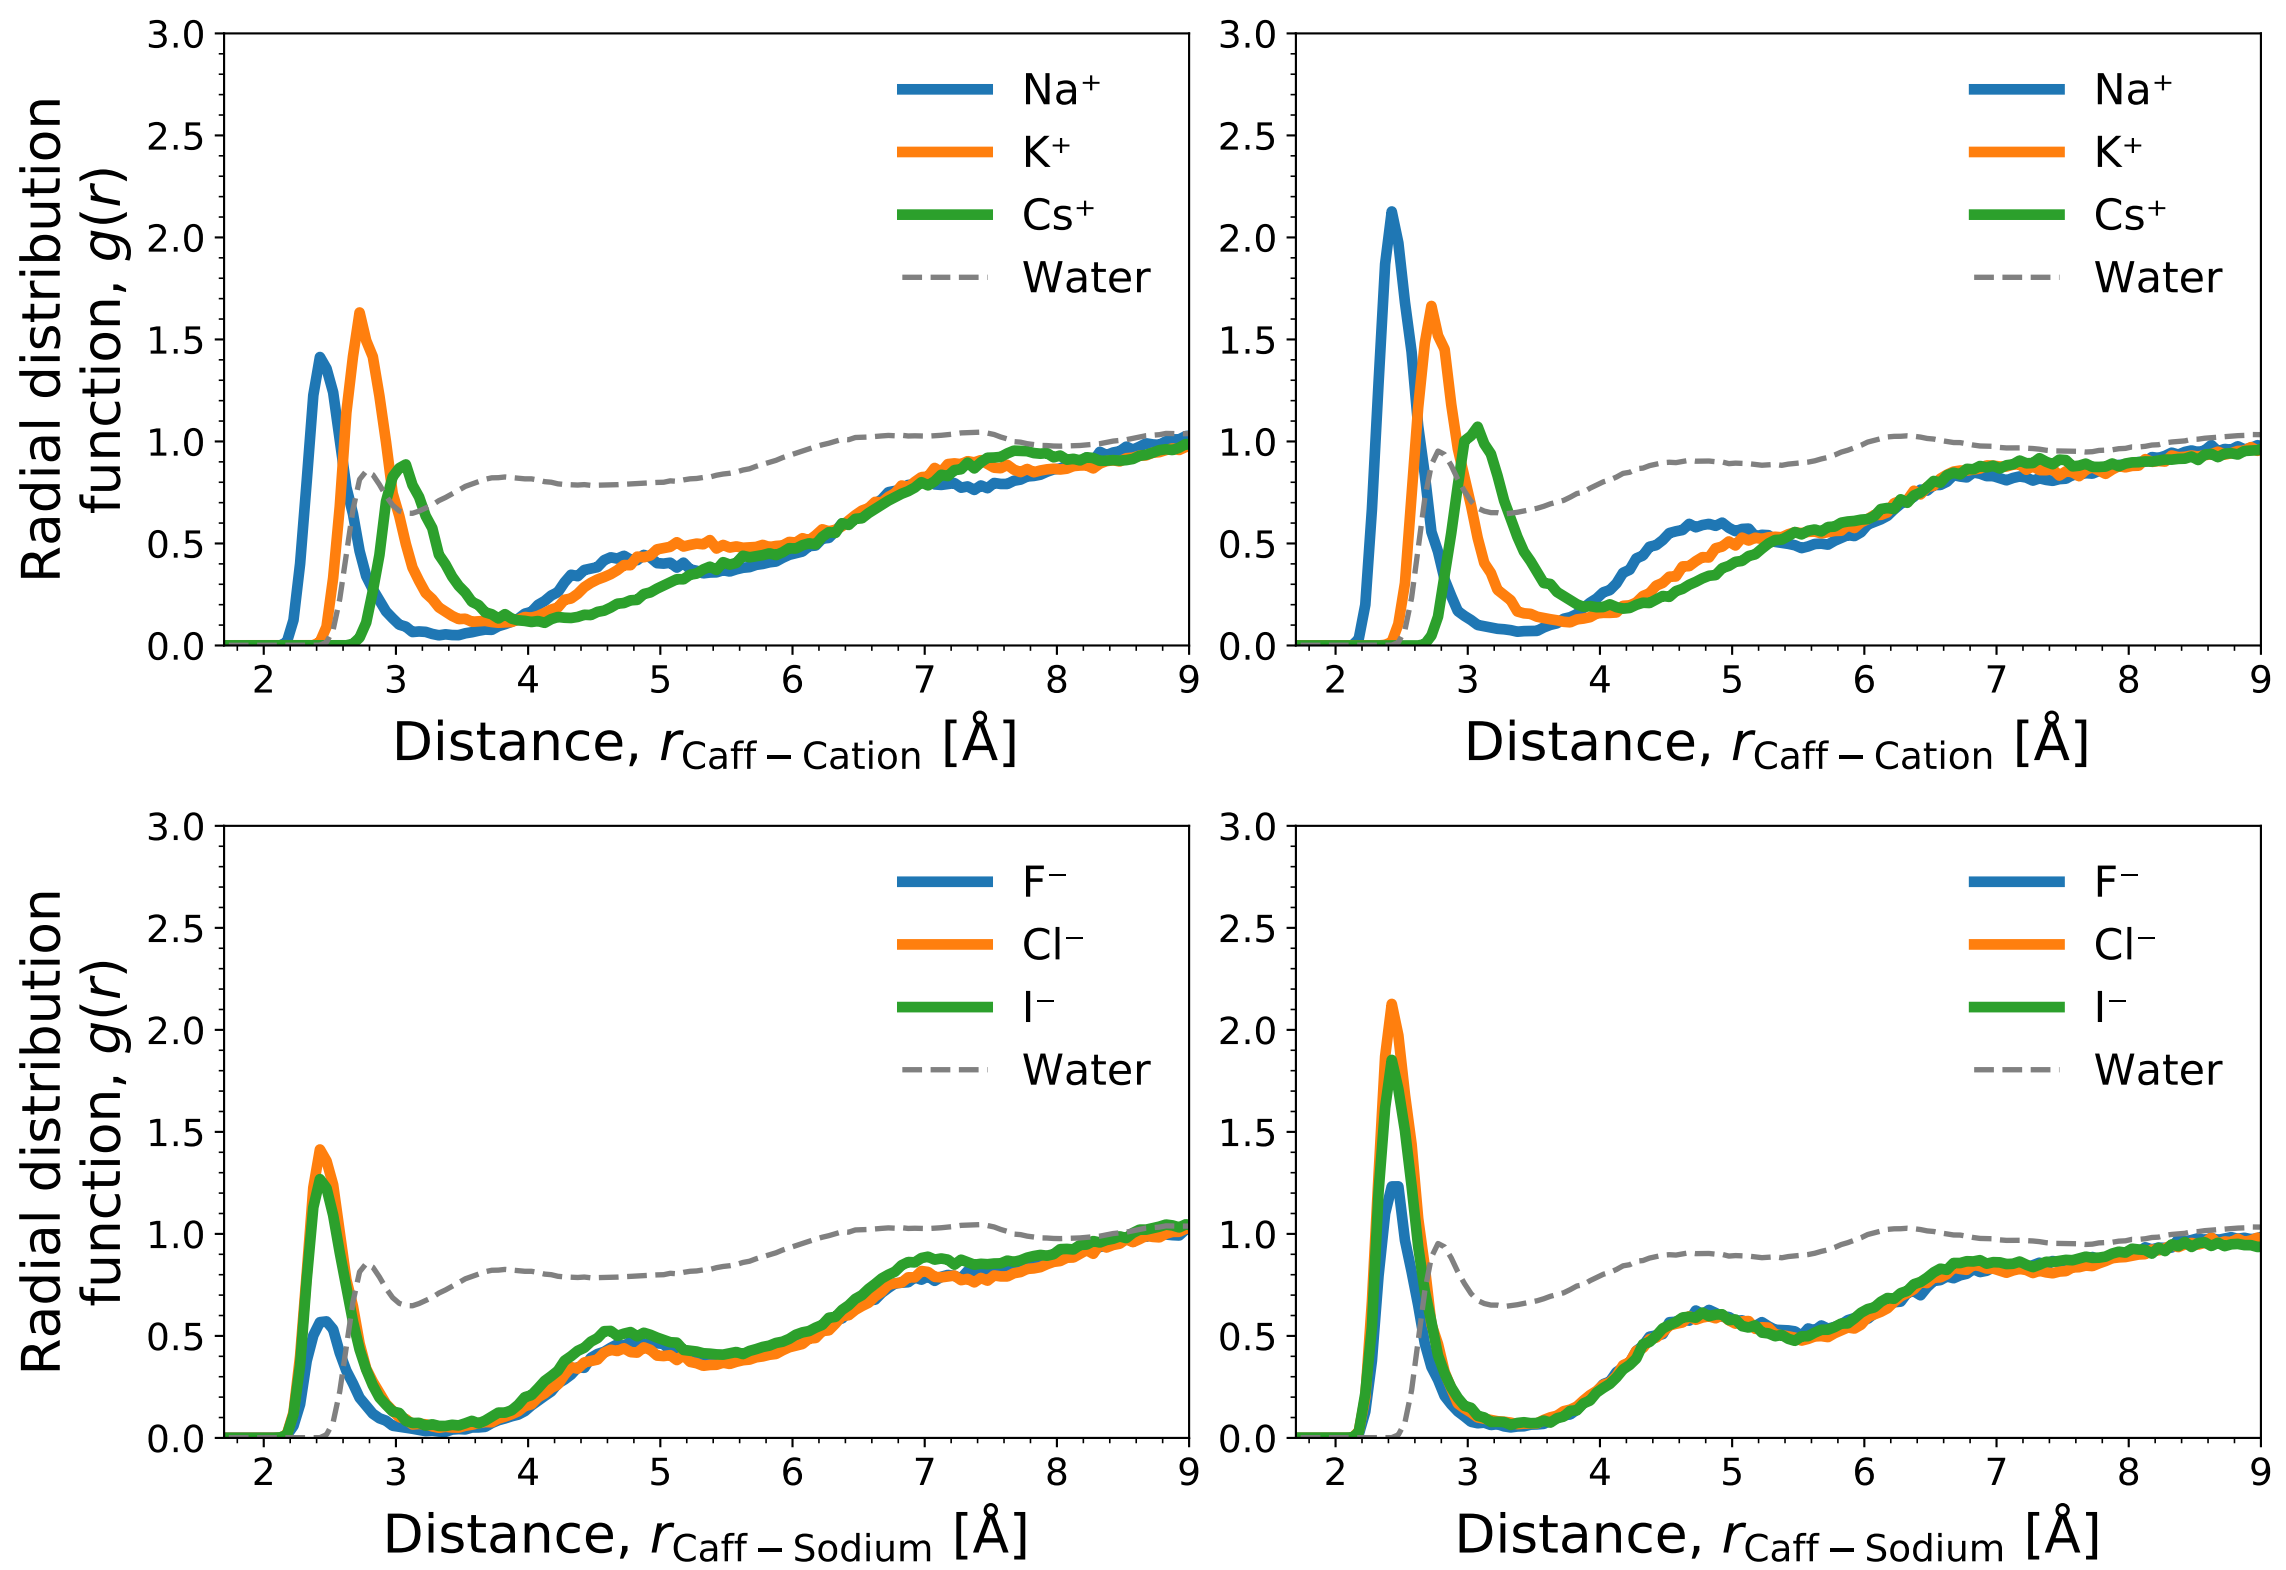 Radial distribution
function, g(r)
3.0
2.5
2.0
1.5
1.0
0.5
0.0
2 3 4 5 6 7 8 9
Na⁺
K⁺
Cs⁺
Water
Distance, r Caff − Cation [Å]
3.0
2.5
2.0
1.5
1.0
0.5
0.0
2 3 4 5 6 7 8 9
Na⁺
K⁺
Cs⁺
Water
Distance, r Caff − Cation [Å]
Radial distribution
function, g(r)
3.0
2.5
2.0
1.5
1.0
0.5
0.0
2 3 4 5 6 7 8 9
F⁻
Cl⁻
I⁻
Water
Distance, r Caff − Sodium [Å]
3.0
2.5
2.0
1.5
1.0
0.5
0.0
2 3 4 5 6 7 8 9
F⁻
Cl⁻
I⁻
Water
Distance, r Caff − Sodium [Å]